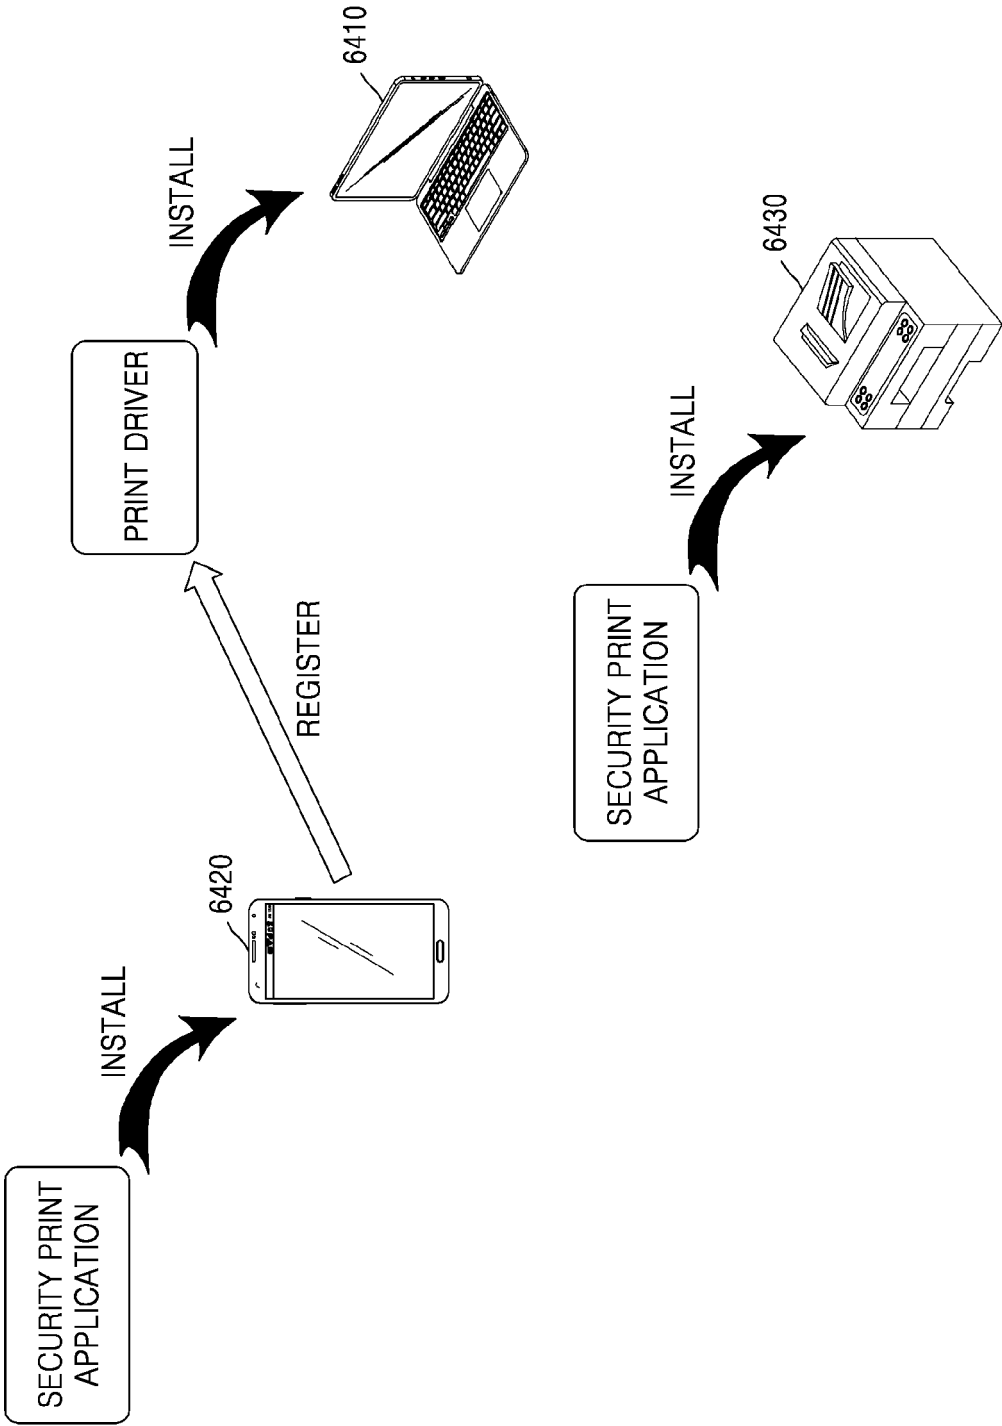 SECURITY PRINT
APPLICATION
INSTALL
6420
REGISTER
PRINT DRIVER
INSTALL
6410
SECURITY PRINT
APPLICATION
INSTALL
6430